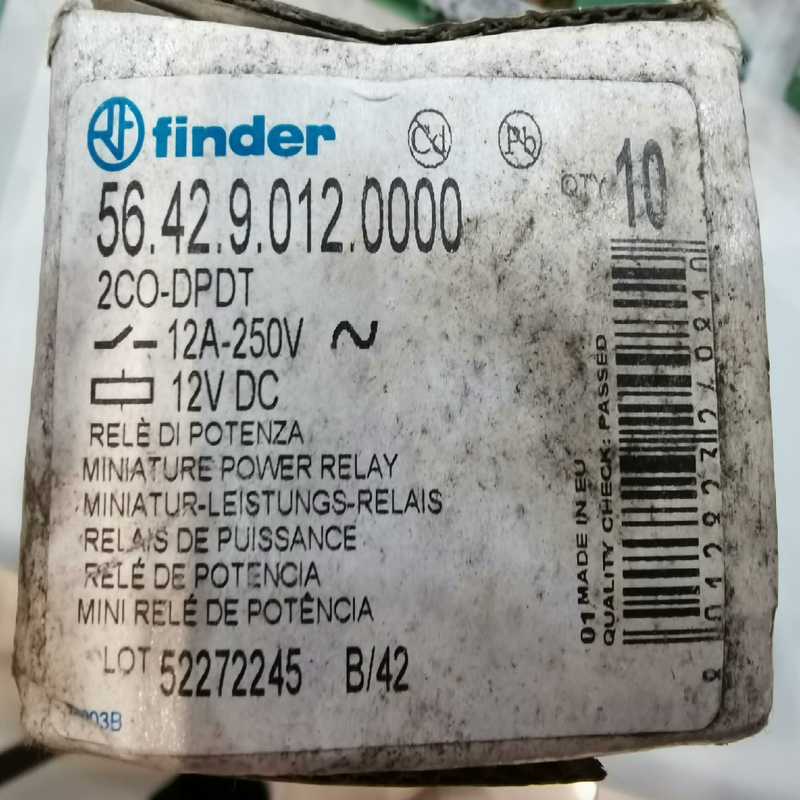 finder
Cd
Pb
56.42.9.012.0000
QTY 10
2CO-DPDT
12A-250V
12V DC
RELÈ DI POTENZA
MINIATURE POWER RELAY
MINIATUR-LEISTUNGS-RELAIS
RELAIS DE PUISSANCE
RELÉ DE POTENCIA
MINI RELÉ DE POTÊNCIA
LOT 52272245 B/42
01 MADE IN EU
QUALITY CHECK: PASSED